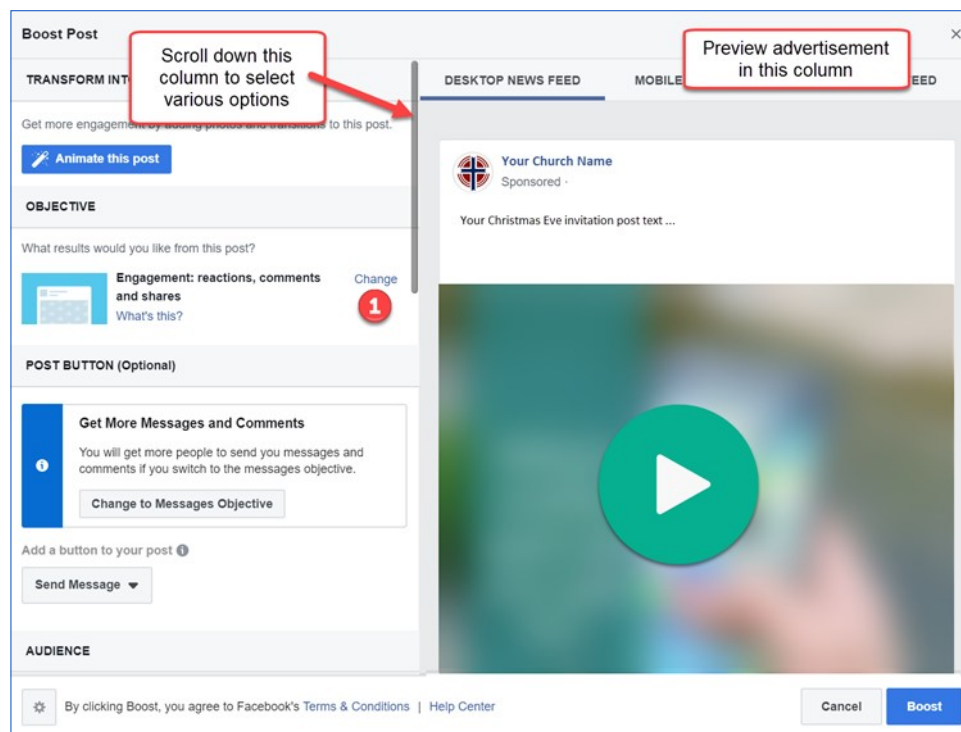 Boost Post
Scroll down this
column to select
various options
Preview advertisement
in this column
TRANSFORM INT
DESKTOP NEWS FEED
MOBILE
EED
Get more engagement by adding photos and transitions to this post.
Animate this post
Your Church Name
Sponsored ·
OBJECTIVE
Your Christmas Eve invitation post text ...
What results would you like from this post?
Engagement: reactions, comments
and shares
Change
What's this?
1
POST BUTTON (Optional)
Get More Messages and Comments
You will get more people to send you messages and
comments if you switch to the messages objective.
Change to Messages Objective
Add a button to your post
Send Message
AUDIENCE
By clicking Boost, you agree to Facebook's Terms & Conditions | Help Center
Cancel
Boost